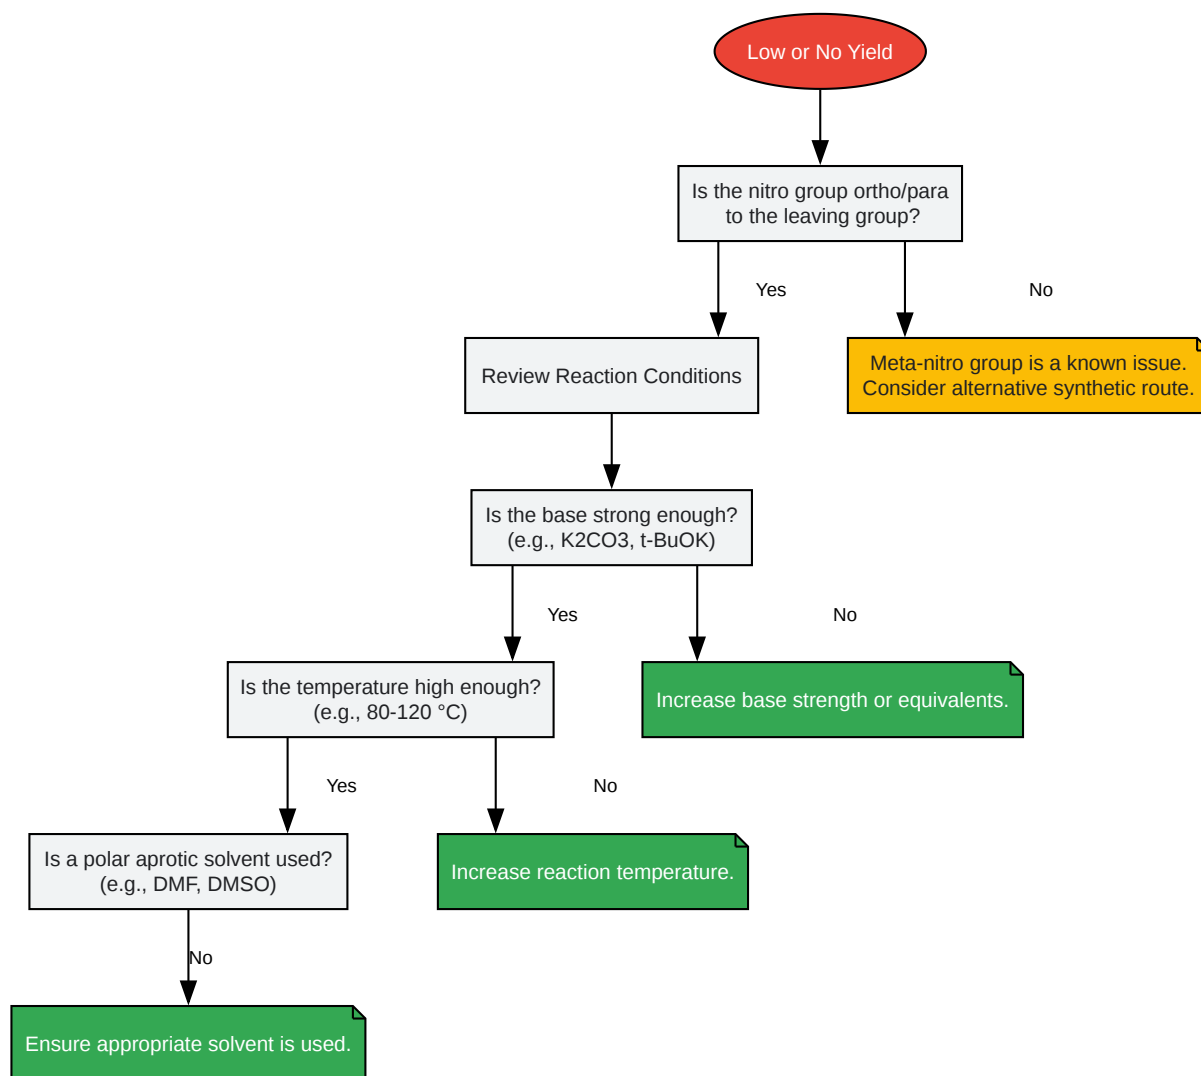 Low or No Yield
Is the nitro group ortho/para
to the leaving group?
Yes
No
Review Reaction Conditions
Meta-nitro group is a known issue.
Consider alternative synthetic route.
Is the base strong enough?
(e.g., K2CO3, t-BuOK)
Yes
No
Is the temperature high enough?
(e.g., 80-120 °C)
Increase base strength or equivalents.
Yes
No
Is a polar aprotic solvent used?
(e.g., DMF, DMSO)
Increase reaction temperature.
No
Ensure appropriate solvent is used.